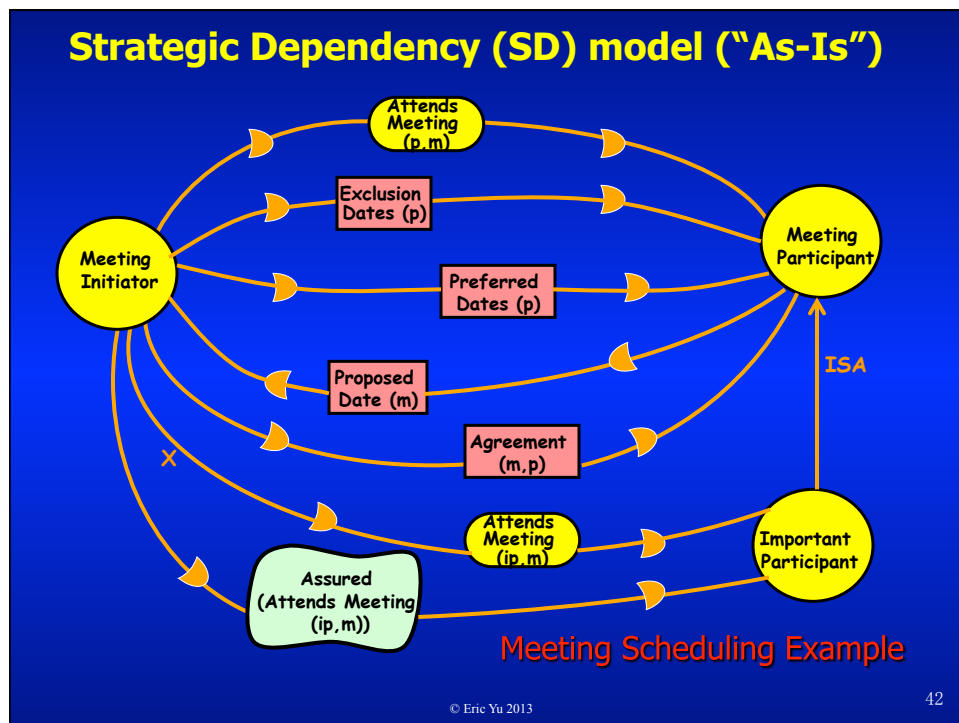 Strategic Dependency (SD) model (“As-Is”)
Attends
Meeting
(p,m)
Exclusion
Dates (p)
Meeting
Initiator
Meeting
Participant
Preferred
Dates (p)
Proposed
Date (m)
ISA
Agreement
(m,p)
X
Attends
Meeting
(ip,m)
Important
Participant
Assured
(Attends Meeting
(ip,m))
Meeting Scheduling Example
© Eric Yu 2013
42